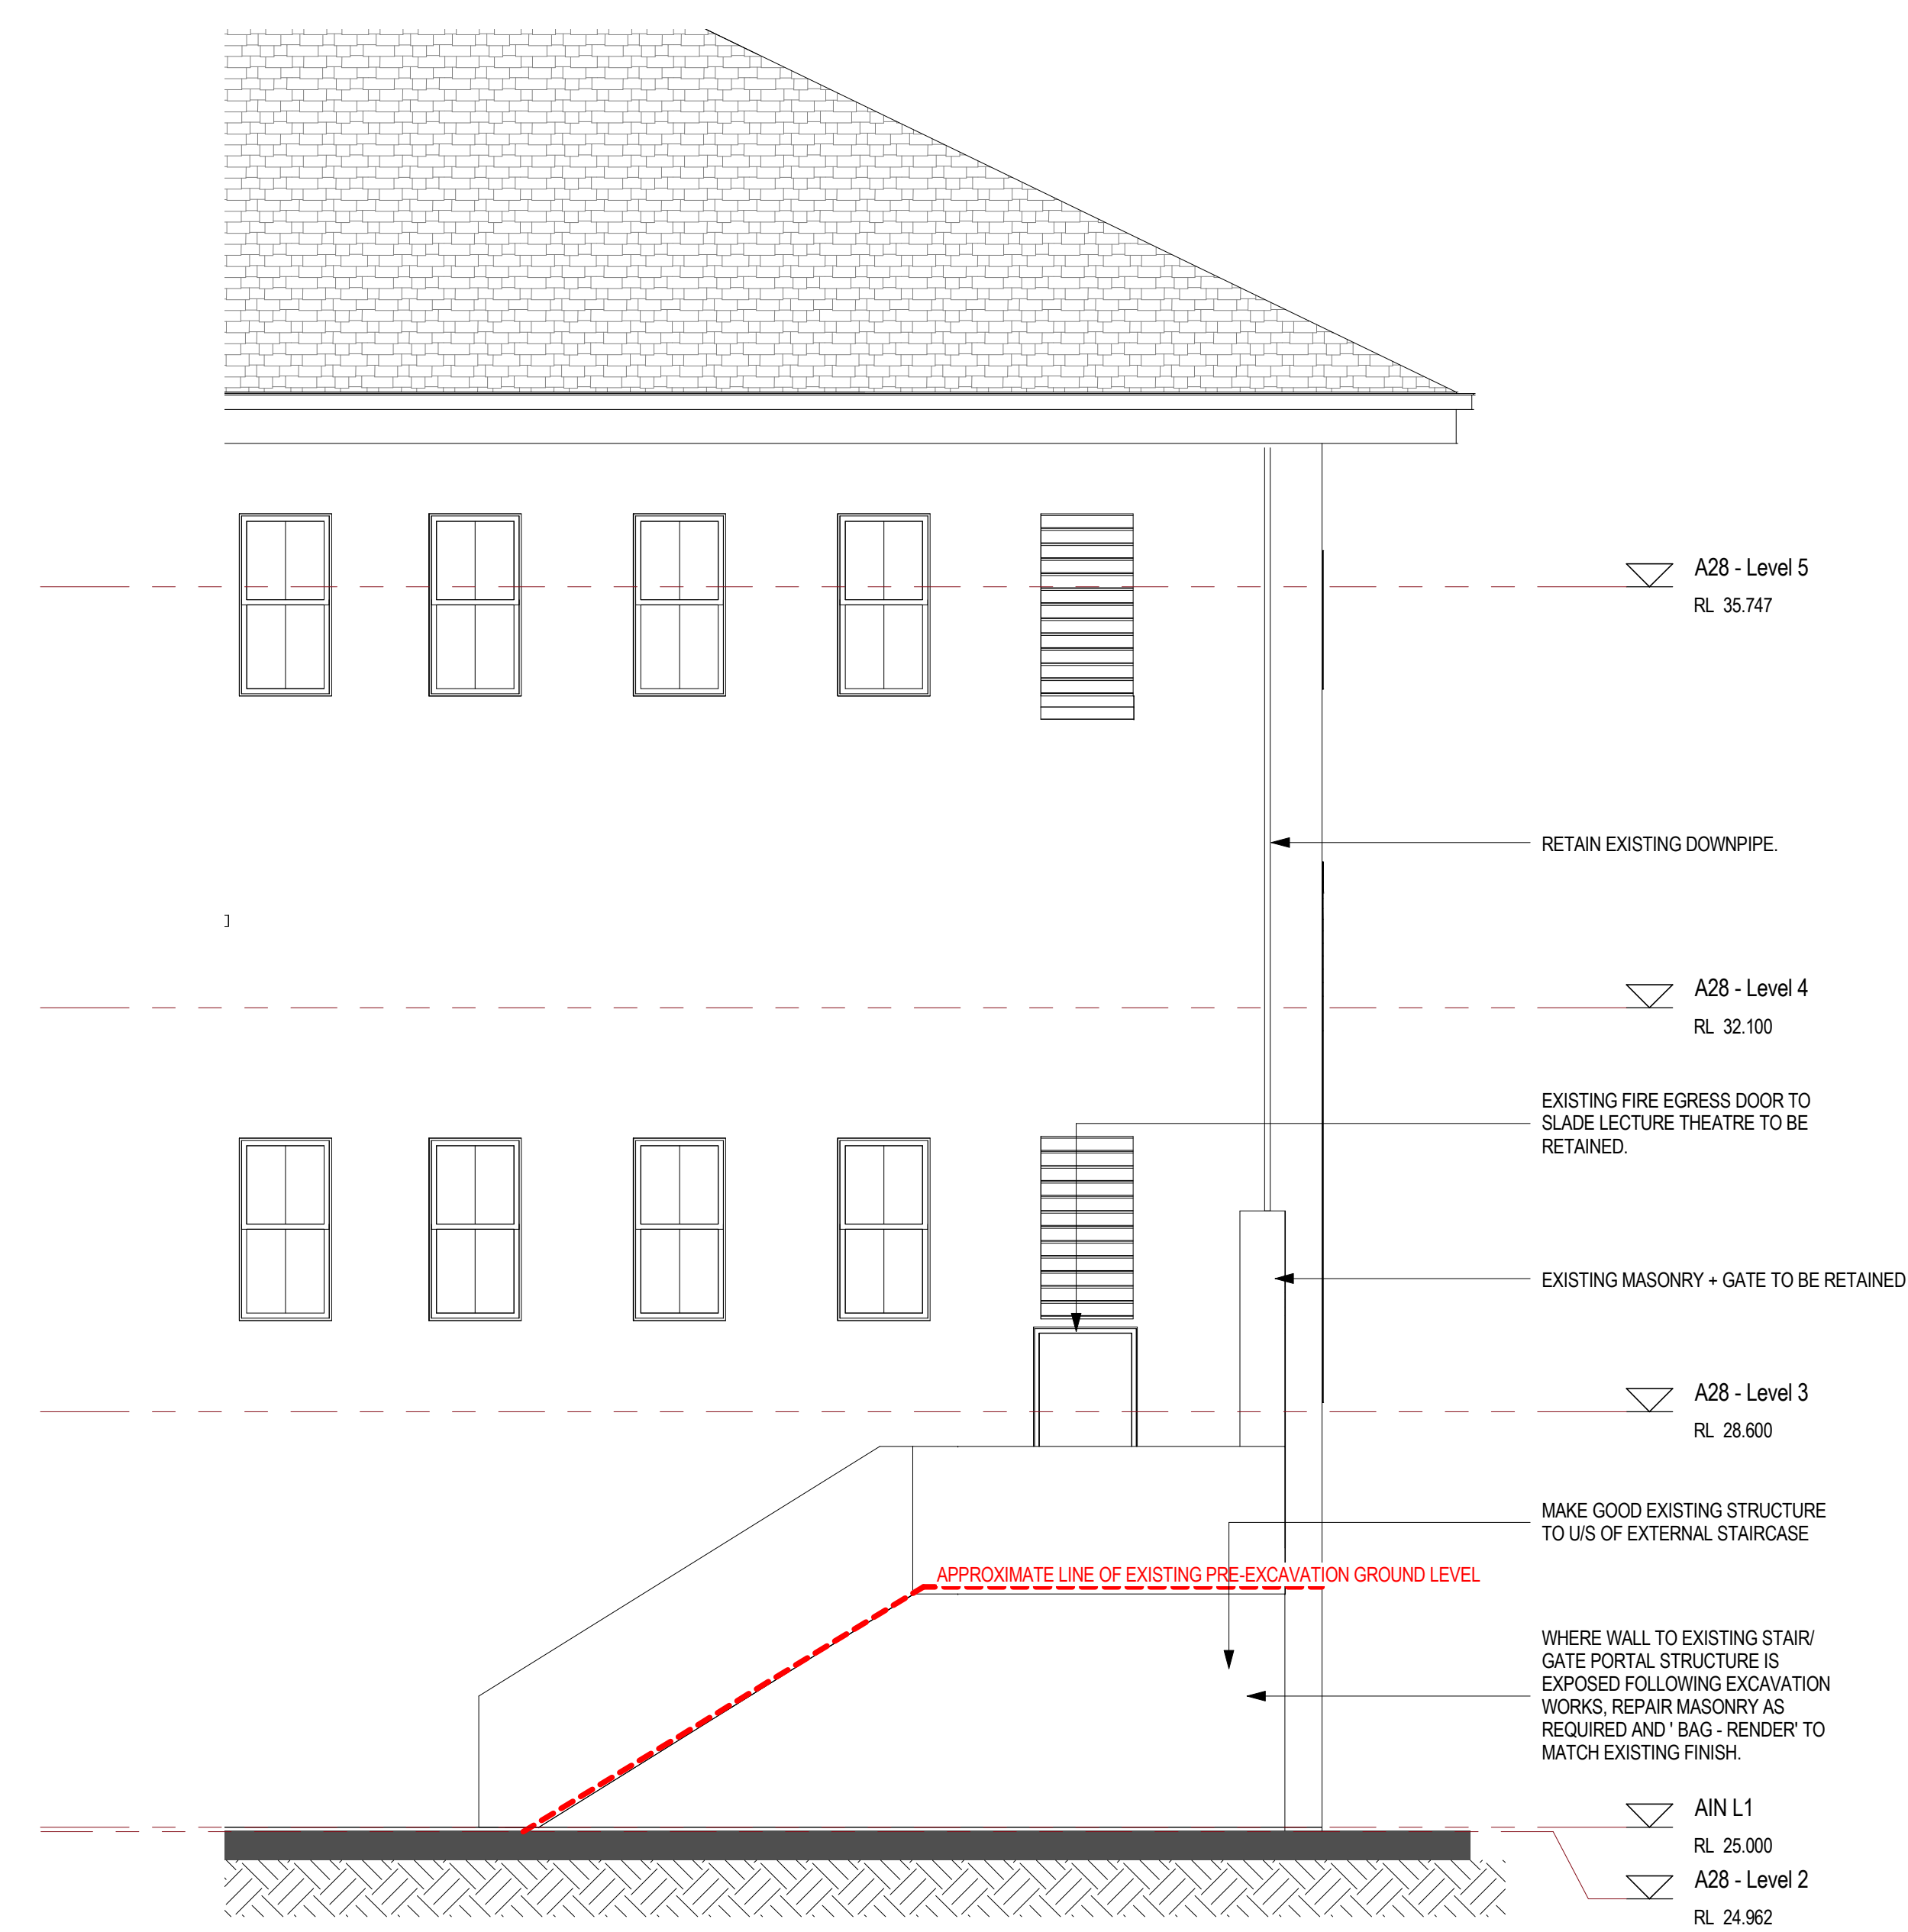 A28 - Level 5
RL 35.747
RETAIN EXISTING DOWNPIPE.
A28 - Level 4
RL 32.100
EXISTING FIRE EGRESS DOOR TO
SLADE LECTURE THEATRE TO BE
RETAINED.
EXISTING MASONRY + GATE TO BE RETAINED
A28 - Level 3
RL 28.600
MAKE GOOD EXISTING STRUCTURE
TO U/S OF EXTERNAL STAIRCASE
APPROXIMATE LINE OF EXISTING PRE-EXCAVATION GROUND LEVEL
WHERE WALL TO EXISTING STAIR/
GATE PORTAL STRUCTURE IS
EXPOSED FOLLOWING EXCAVATION
WORKS, REPAIR MASONRY AS
REQUIRED AND ' BAG - RENDER' TO
MATCH EXISTING FINISH.
AIN L1
RL 25.000
A28 - Level 2
RL 24.962